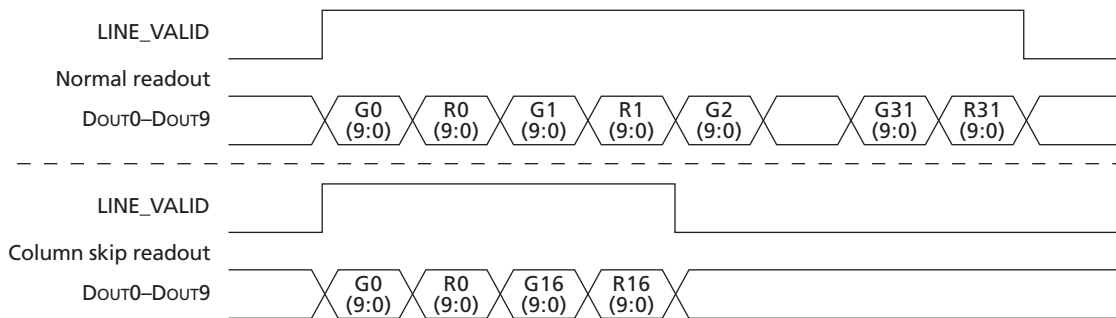 LINE_VALID
Normal readout
DOUT0–DOUT9
G0 (9:0)
R0 (9:0)
G1 (9:0)
R1 (9:0)
G2 (9:0)
G31 (9:0)
R31 (9:0)
LINE_VALID
Column skip readout
DOUT0–DOUT9
G0 (9:0)
R0 (9:0)
G16 (9:0)
R16 (9:0)